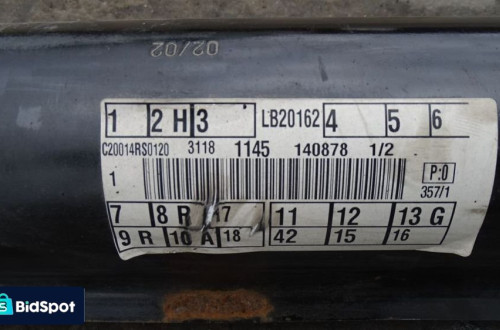 02/02
1 2 H 3 LB20162 4 5 6
C20014RS0120 3118 1145 140878 1/2
1 P:0
357/1
7 8 R 17 11 12 13 G
9 R 10 A 18 42 15 16
BidSpot